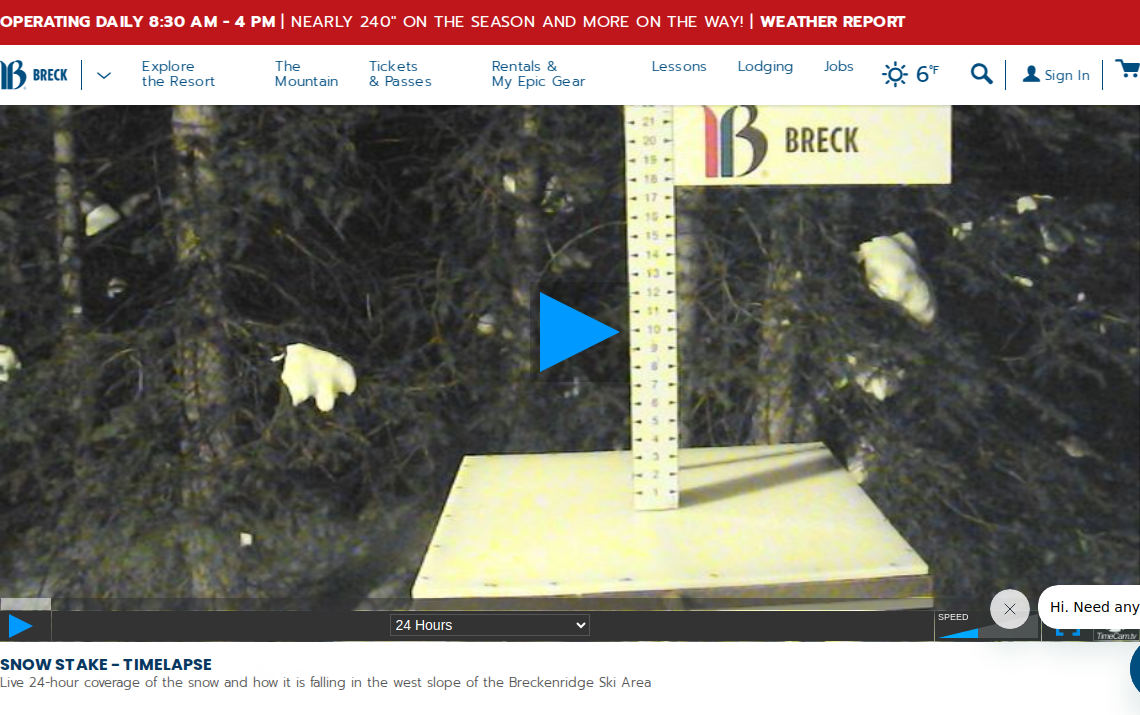 OPERATING DAILY 8:30 AM - 4 PM | NEARLY 240" ON THE SEASON AND MORE ON THE WAY! | WEATHER REPORT
BRECK
Explore
the Resort
The
Mountain
Tickets
& Passes
Rentals &
My Epic Gear
Lessons
Lodging
Jobs
6°F
Sign In
BRECK
21
20
19
18
17
16
15
14
13
12
11
10
9
8
7
6
5
4
3
2
1
24 Hours
SPEED
Hi. Need any
TimeCam.tv
SNOW STAKE - TIMELAPSE
Live 24-hour coverage of the snow and how it is falling in the west slope of the Breckenridge Ski Area